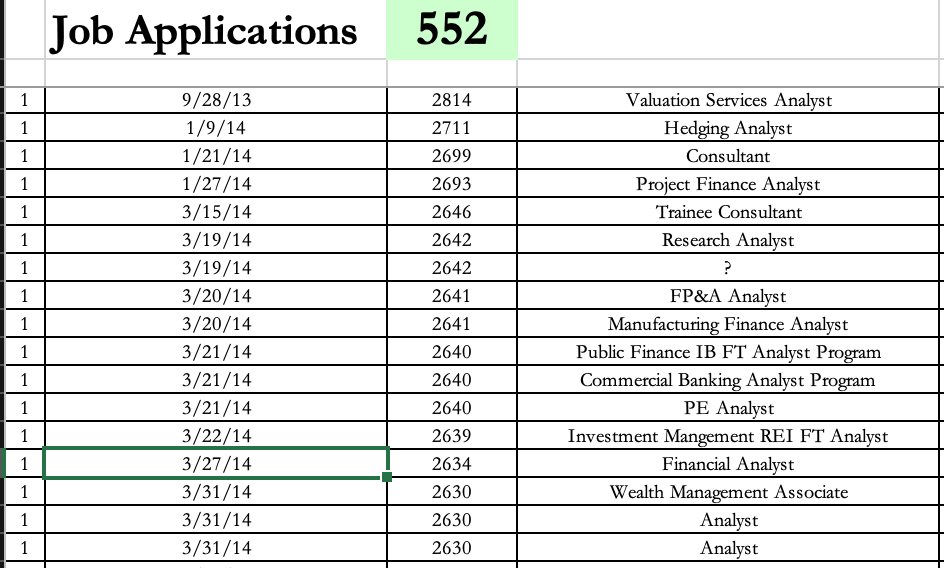 Job Applications 552
1 9/28/13 2814 Valuation Services Analyst
1 1/9/14 2711 Hedging Analyst
1 1/21/14 2699 Consultant
1 1/27/14 2693 Project Finance Analyst
1 3/15/14 2646 Trainee Consultant
1 3/19/14 2642 Research Analyst
1 3/19/14 2642 ?
1 3/20/14 2641 FP&A Analyst
1 3/20/14 2641 Manufacturing Finance Analyst
1 3/21/14 2640 Public Finance IB FT Analyst Program
1 3/21/14 2640 Commercial Banking Analyst Program
1 3/21/14 2640 PE Analyst
1 3/22/14 2639 Investment Mangement REI FT Analyst
1 3/27/14 2634 Financial Analyst
1 3/31/14 2630 Wealth Management Associate
1 3/31/14 2630 Analyst
1 3/31/14 2630 Analyst